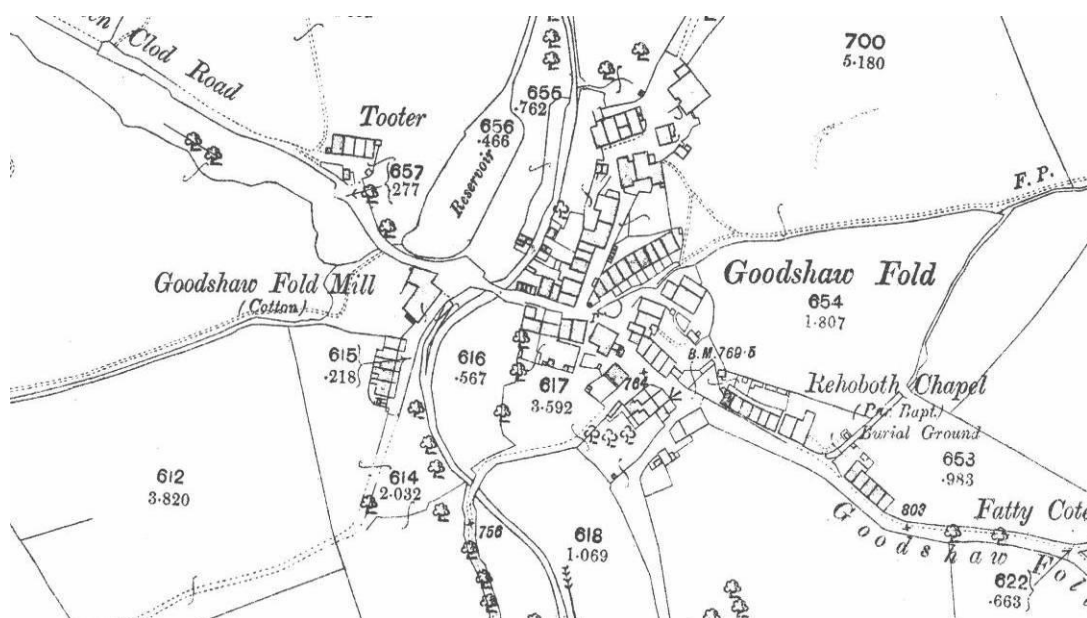 Clod Road
Tooter
657
.277
656
.466
Reservoir
656
.762
700
5.180
F. P.
Goodshaw Fold Mill
(Cotton)
Goodshaw Fold
654
1.807
615
.218
616
.567
617
3.592
764
B.M. 769.5
Rehoboth Chapel
(Par. Bapt.)
Burial Ground
653
.983
612
3.820
614
2.032
756
618
1.069
803
Fatty Cote
Goodshaw
622
.663